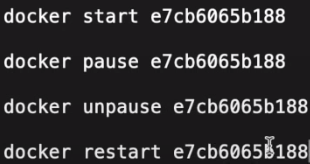 docker start e7cb6065b188
docker pause e7cb6065b188
docker unpause e7cb6065b188
docker restart e7cb6065b188